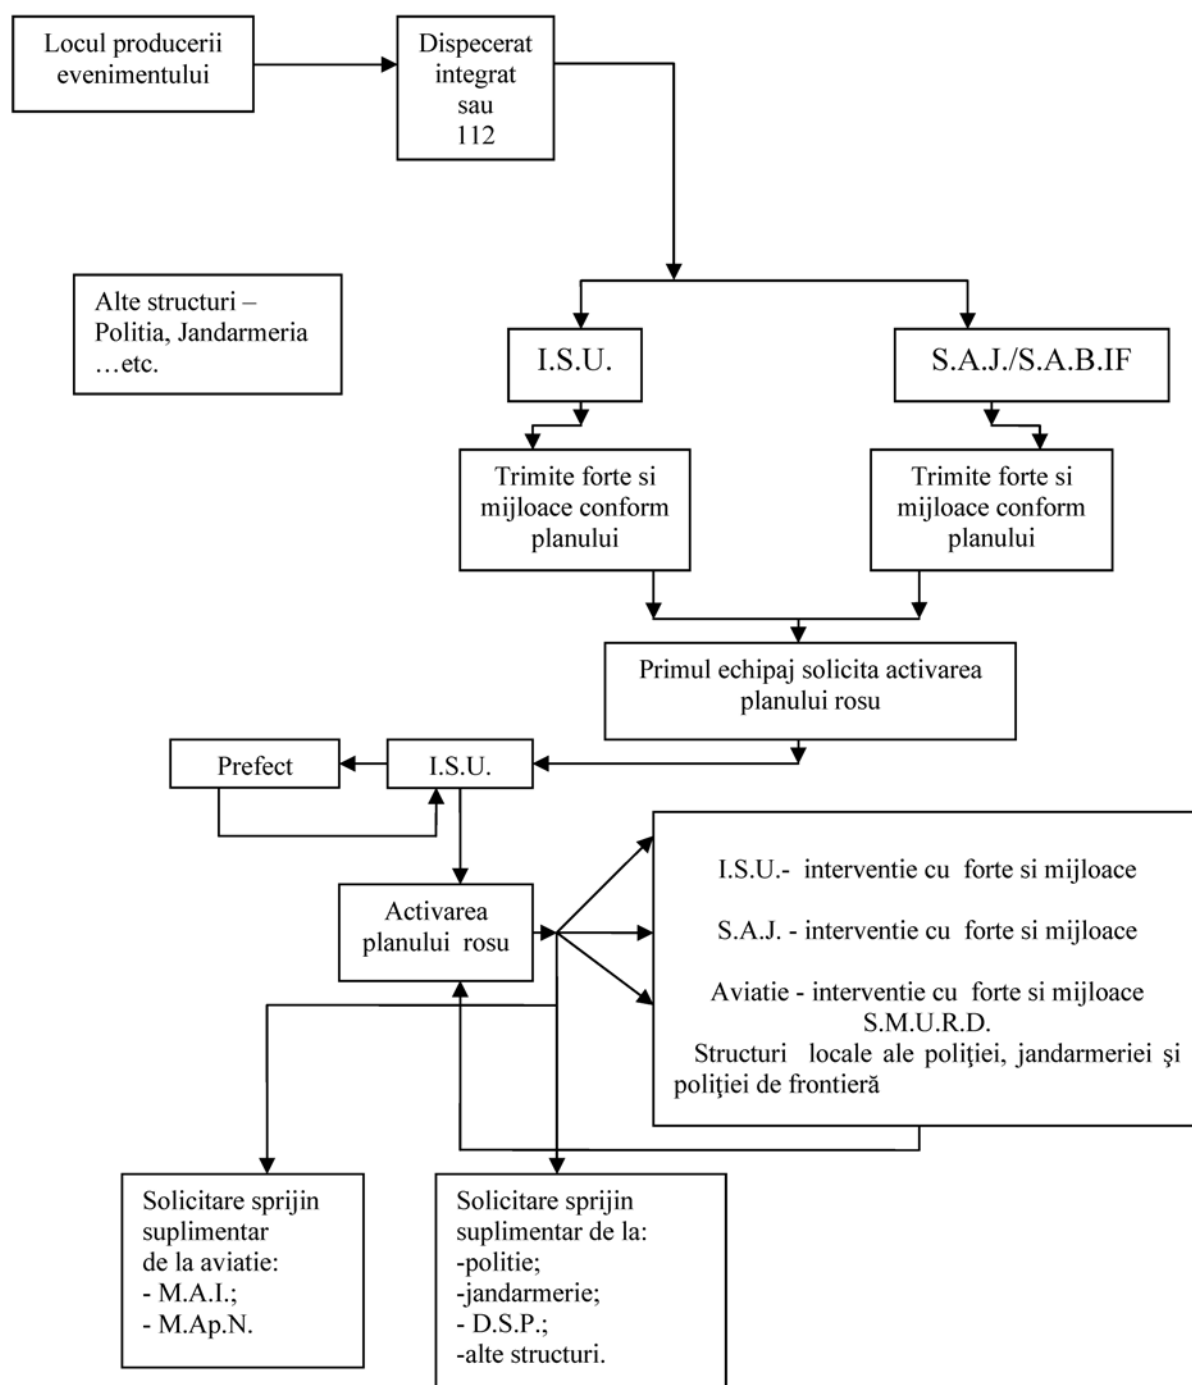 Locul producerii
evenimentului
Dispecerat
integrat
sau
112
Alte structuri –
Politia, Jandarmeria
…etc.
I.S.U.
S.A.J./S.A.B.IF
Trimite forte si
mijloace conform
planului
Trimite forte si
mijloace conform
planului
Primul echipaj solicita activarea
planului rosu
Prefect
I.S.U.
Activarea
planului rosu
I.S.U.- interventie cu forte si mijloace
S.A.J. - interventie cu forte si mijloace
Aviatie - interventie cu forte si mijloace
S.M.U.R.D.
Structuri locale ale poliţiei, jandarmeriei şi
poliţiei de frontieră
Solicitare sprijin
suplimentar
de la aviatie:
- M.A.I.;
- M.Ap.N.
Solicitare sprijin
suplimentar de la:
-politie;
-jandarmerie;
- D.S.P.;
-alte structuri.